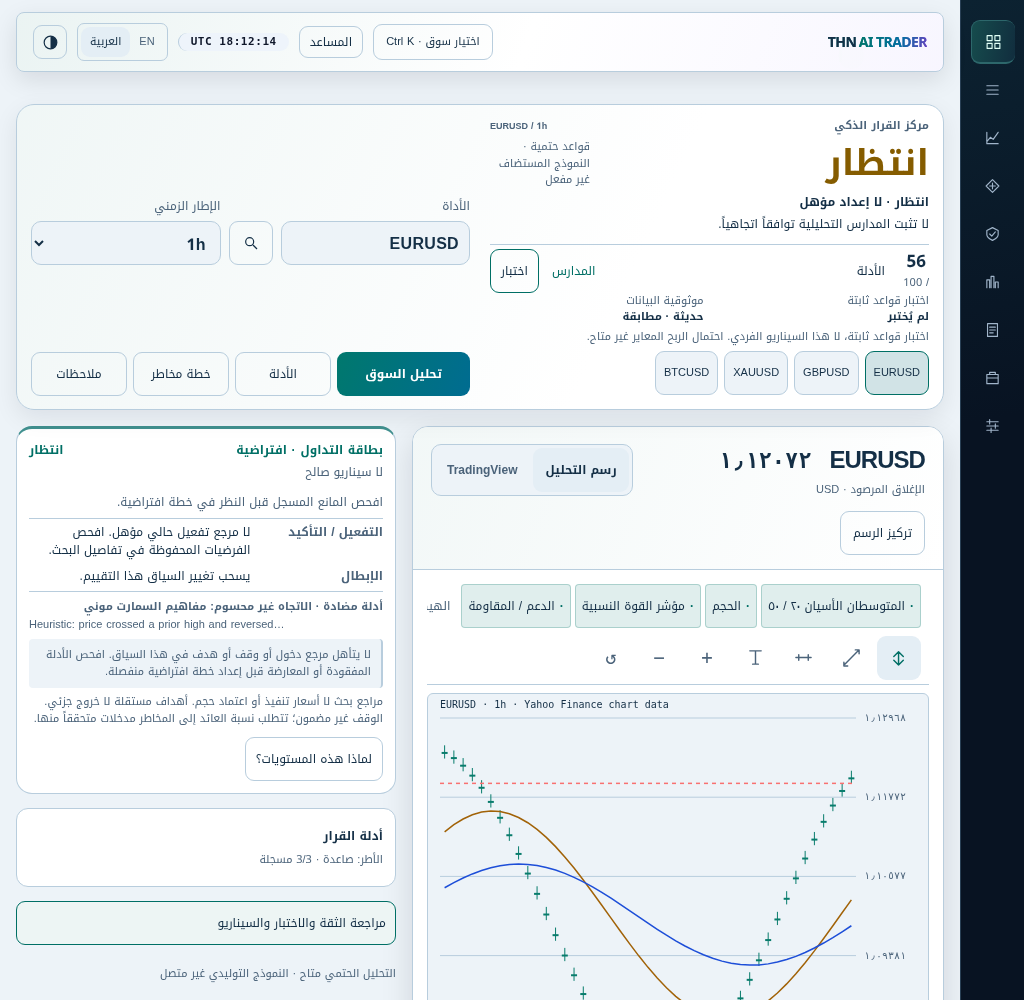 THN AI TRADER
اختيار سوق · Ctrl K
المساعد
UTC 18:12:14
EN
العربية
مركز القرار الذكي
EURUSD / 1h
انتظار
قواعد حتمية ·
النموذج المستضاف
غير مفعل
انتظار · لا إعداد مؤهل
لا تثبت المدارس التحليلية توافقاً اتجاهياً.
56
/ 100
الأدلة
المدارس
اختبار
اختبار قواعد ثابتة
لم يُختبر
موثوقية البيانات
حديثة · مطابقة
اختبار قواعد ثابتة، لا هذا السيناريو الفردي. احتمال الربح المعاير غير متاح.
EURUSD
GBPUSD
XAUUSD
BTCUSD
الأداة
EURUSD
الإطار الزمني
1h
تحليل السوق
الأدلة
خطة مخاطر
ملاحظات
EURUSD ١٫١٢٠٧٢
الإغلاق المرصود · USD
رسم التحليل
TradingView
تركيز الرسم
· المتوسطان الأسيان ٢٠ / ٥٠
· الحجم
· مؤشر القوة النسبية
· الدعم / المقاومة
EURUSD · 1h · Yahoo Finance chart data
١٫١٢٩٦٨
١٫١١٧٧٢
١٫١٠٥٧٧
١٫٠٩٣٨١
بطاقة التداول · افتراضية
انتظار
لا سيناريو صالح
افحص المانع المسجل قبل النظر في خطة افتراضية.
التفعيل / التأكيد
لا مرجع تفعيل حالي مؤهل. افحص
الفرضيات المحفوظة في تفاصيل البحث.
الإبطال
يسحب تغيير السياق هذا التقييم.
أدلة مضادة · الاتجاه غير محسوم: مفاهيم السمارت موني
Heuristic: price crossed a prior high and reversed…
لا يتأهل مرجع دخول أو وقف أو هدف في هذا السياق. افحص الأدلة
المفقودة أو المعارضة قبل إعداد خطة افتراضية منفصلة.
مراجع بحث لا أسعار تنفيذ أو اعتماد حجم. أهداف مستقلة لا خروج جزئي.
الوقف غير مضمون؛ تتطلب نسبة العائد إلى المخاطر مدخلات متحققاً منها.
لماذا هذه المستويات؟
أدلة القرار
الأطر: صاعدة · 3/3 مسجلة
مراجعة الثقة والاختبار والسيناريو
التحليل الحتمي متاح · النموذج التوليدي غير متصل